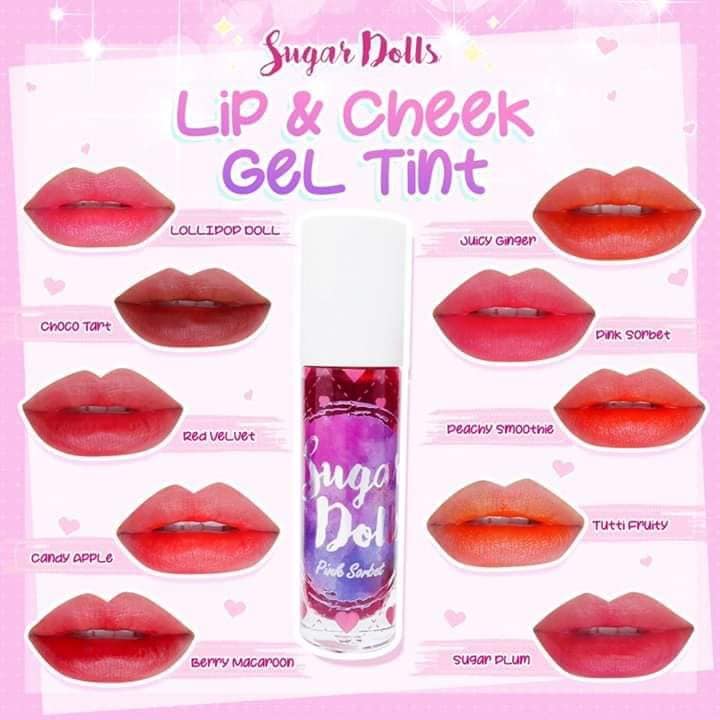 Sugar Dolls
Lip & Cheek
Gel Tint
LOLLIPOP DOLL
Juicy Ginger
Choco Tart
Pink Sorbet
Red Velvet
Peachy Smoothie
Candy Apple
Tutti Fruity
Berry Macaroon
Sugar Plum
Sugar
Dolls
Pink Sorbet